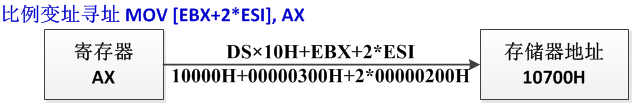 比例变址寻址 MOV [EBX+2*ESI], AX
寄存器
AX
DS×10H+EBX+2*ESI
10000H+00000300H+2*00000200H
存储器地址
10700H